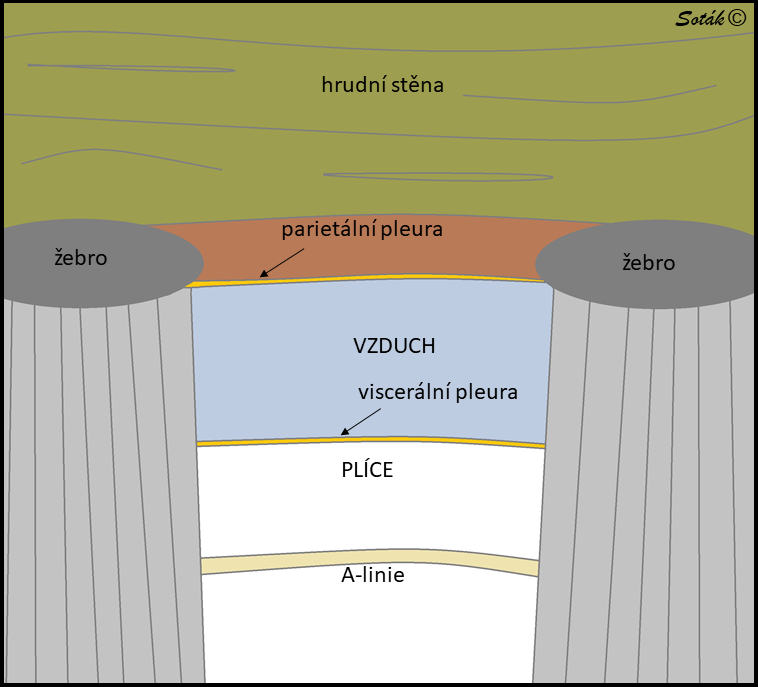 Soták ©
hrudní stěna
parietální pleura
žebro
žebro
VZDUCH
viscerální pleura
PLÍCE
A-linie